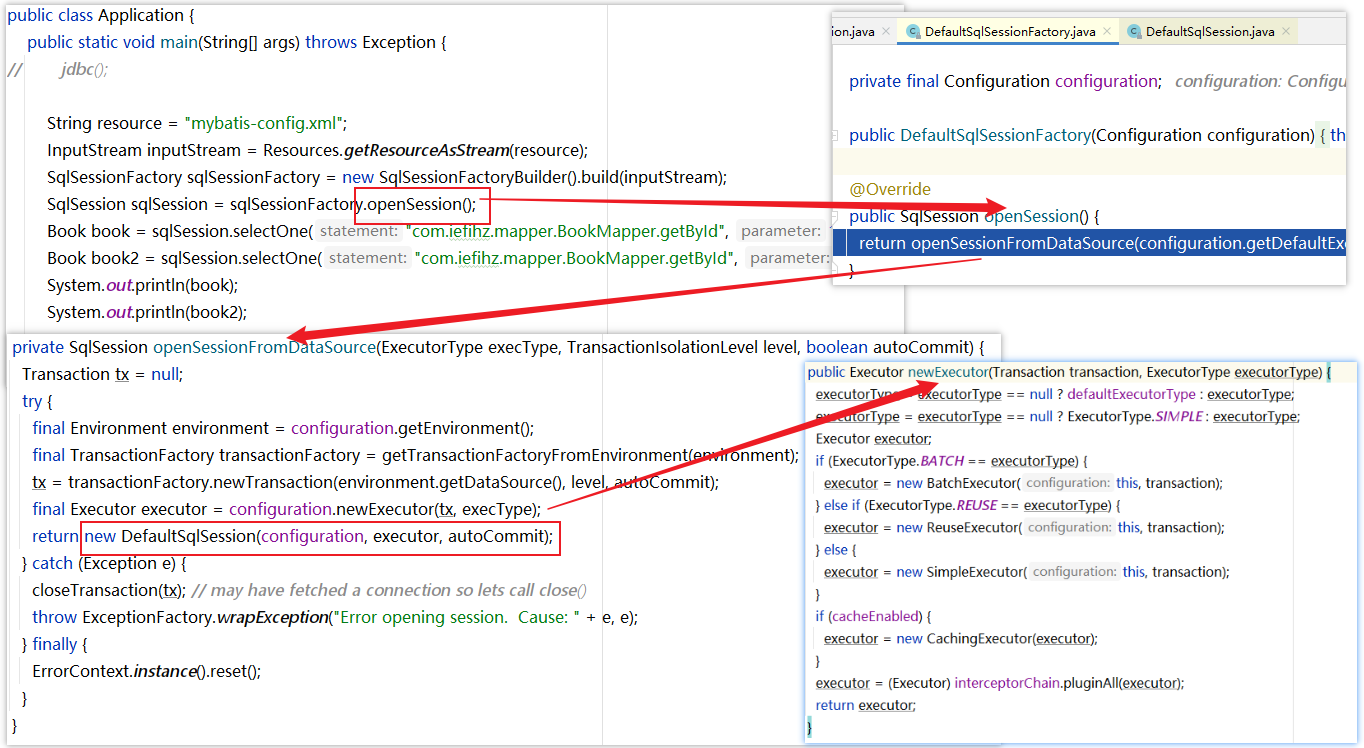 public class Application {
public static void main(String[] args) throws Exception {
// jdbc();
String resource = "mybatis-config.xml";
InputStream inputStream = Resources.getResourceAsStream(resource);
SqlSessionFactory sqlSessionFactory = new SqlSessionFactoryBuilder().build(inputStream);
SqlSession sqlSession = sqlSessionFactory.openSession();
Book book = sqlSession.selectOne( statement: "com.iefihz.mapper.BookMapper.getById", parameter:
Book book2 = sqlSession.selectOne( statement: "com.iefihz.mapper.BookMapper.getById", parameter:
System.out.println(book);
System.out.println(book2);
ion.java × DefaultSqlSessionFactory.java × DefaultSqlSession.java ×
private final Configuration configuration; configuration: Configu
public DefaultSqlSessionFactory(Configuration configuration) { th
@Override
public SqlSession openSession() {
return openSessionFromDataSource(configuration.getDefaultExe
}
private SqlSession openSessionFromDataSource(ExecutorType execType, TransactionIsolationLevel level, boolean autoCommit) {
Transaction tx = null;
try {
final Environment environment = configuration.getEnvironment();
final TransactionFactory transactionFactory = getTransactionFactoryFromEnvironment(environment);
tx = transactionFactory.newTransaction(environment.getDataSource(), level, autoCommit);
final Executor executor = configuration.newExecutor(tx, execType);
return new DefaultSqlSession(configuration, executor, autoCommit);
} catch (Exception e) {
closeTransaction(tx); // may have fetched a connection so lets call close()
throw ExceptionFactory.wrapException("Error opening session.  Cause: " + e, e);
} finally {
ErrorContext.instance().reset();
}
}
public Executor newExecutor(Transaction transaction, ExecutorType executorType) {
executorType = executorType == null ? defaultExecutorType : executorType;
executorType = executorType == null ? ExecutorType.SIMPLE : executorType;
Executor executor;
if (ExecutorType.BATCH == executorType) {
executor = new BatchExecutor( configuration: this, transaction);
} else if (ExecutorType.REUSE == executorType) {
executor = new ReuseExecutor( configuration: this, transaction);
} else {
executor = new SimpleExecutor( configuration: this, transaction);
}
if (cacheEnabled) {
executor = new CachingExecutor(executor);
}
executor = (Executor) interceptorChain.pluginAll(executor);
return executor;
}